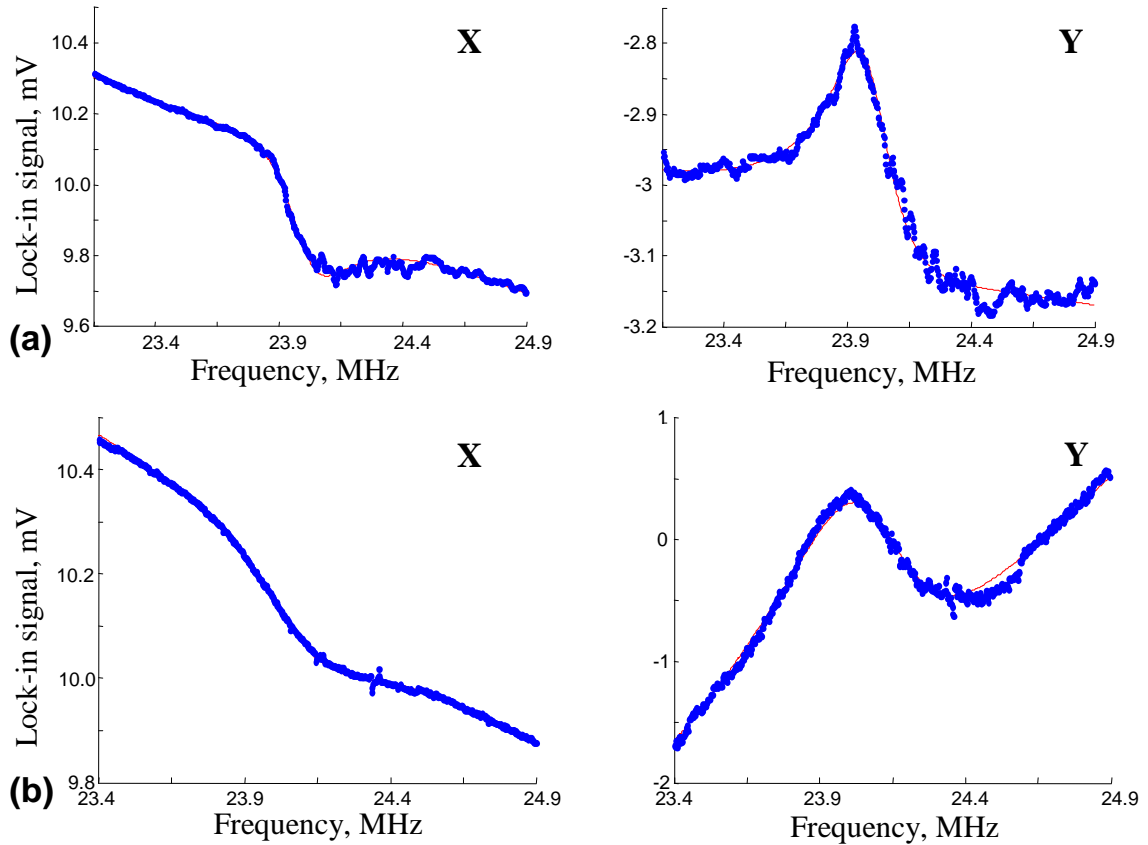 X
Y
Lock-in signal, mV
10.4
10.2
10.0
9.8
9.6
23.4
23.9
24.4
24.9
Frequency, MHz
-2.8
-2.9
-3
-3.1
-3.2
23.4
23.9
24.4
24.9
Frequency, MHz
(a)
X
Y
Lock-in signal, mV
10.4
10.2
10.0
9.8
23.4
23.9
24.4
24.9
Frequency, MHz
1
0
-1
-2
23.4
23.9
24.4
24.9
Frequency, MHz
(b)